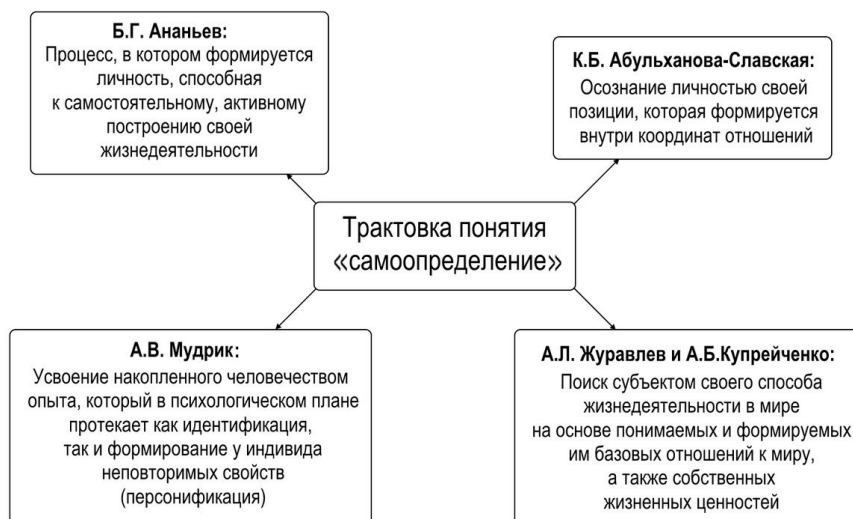 Б.Г. Ананьев:
Процесс, в котором формируется
личность, способная
к самостоятельному, активному
построению своей
жизнедеятельности
К.Б. Абульханова-Славская:
Осознание личностью своей
позиции, которая формируется
внутри координат отношений
Трактовка понятия
«самоопределение»
А.В. Мудрик:
Усвоение накопленного человечеством
опыта, который в психологическом плане
протекает как идентификация,
так и формирование у индивида
неповторимых свойств
(персонификация)
А.Л. Журавлев и А.Б.Купрейченко:
Поиск субъектом своего способа
жизнедеятельности в мире
на основе понимаемых и формируемых
им базовых отношений к миру,
а также собственных
жизненных ценностей